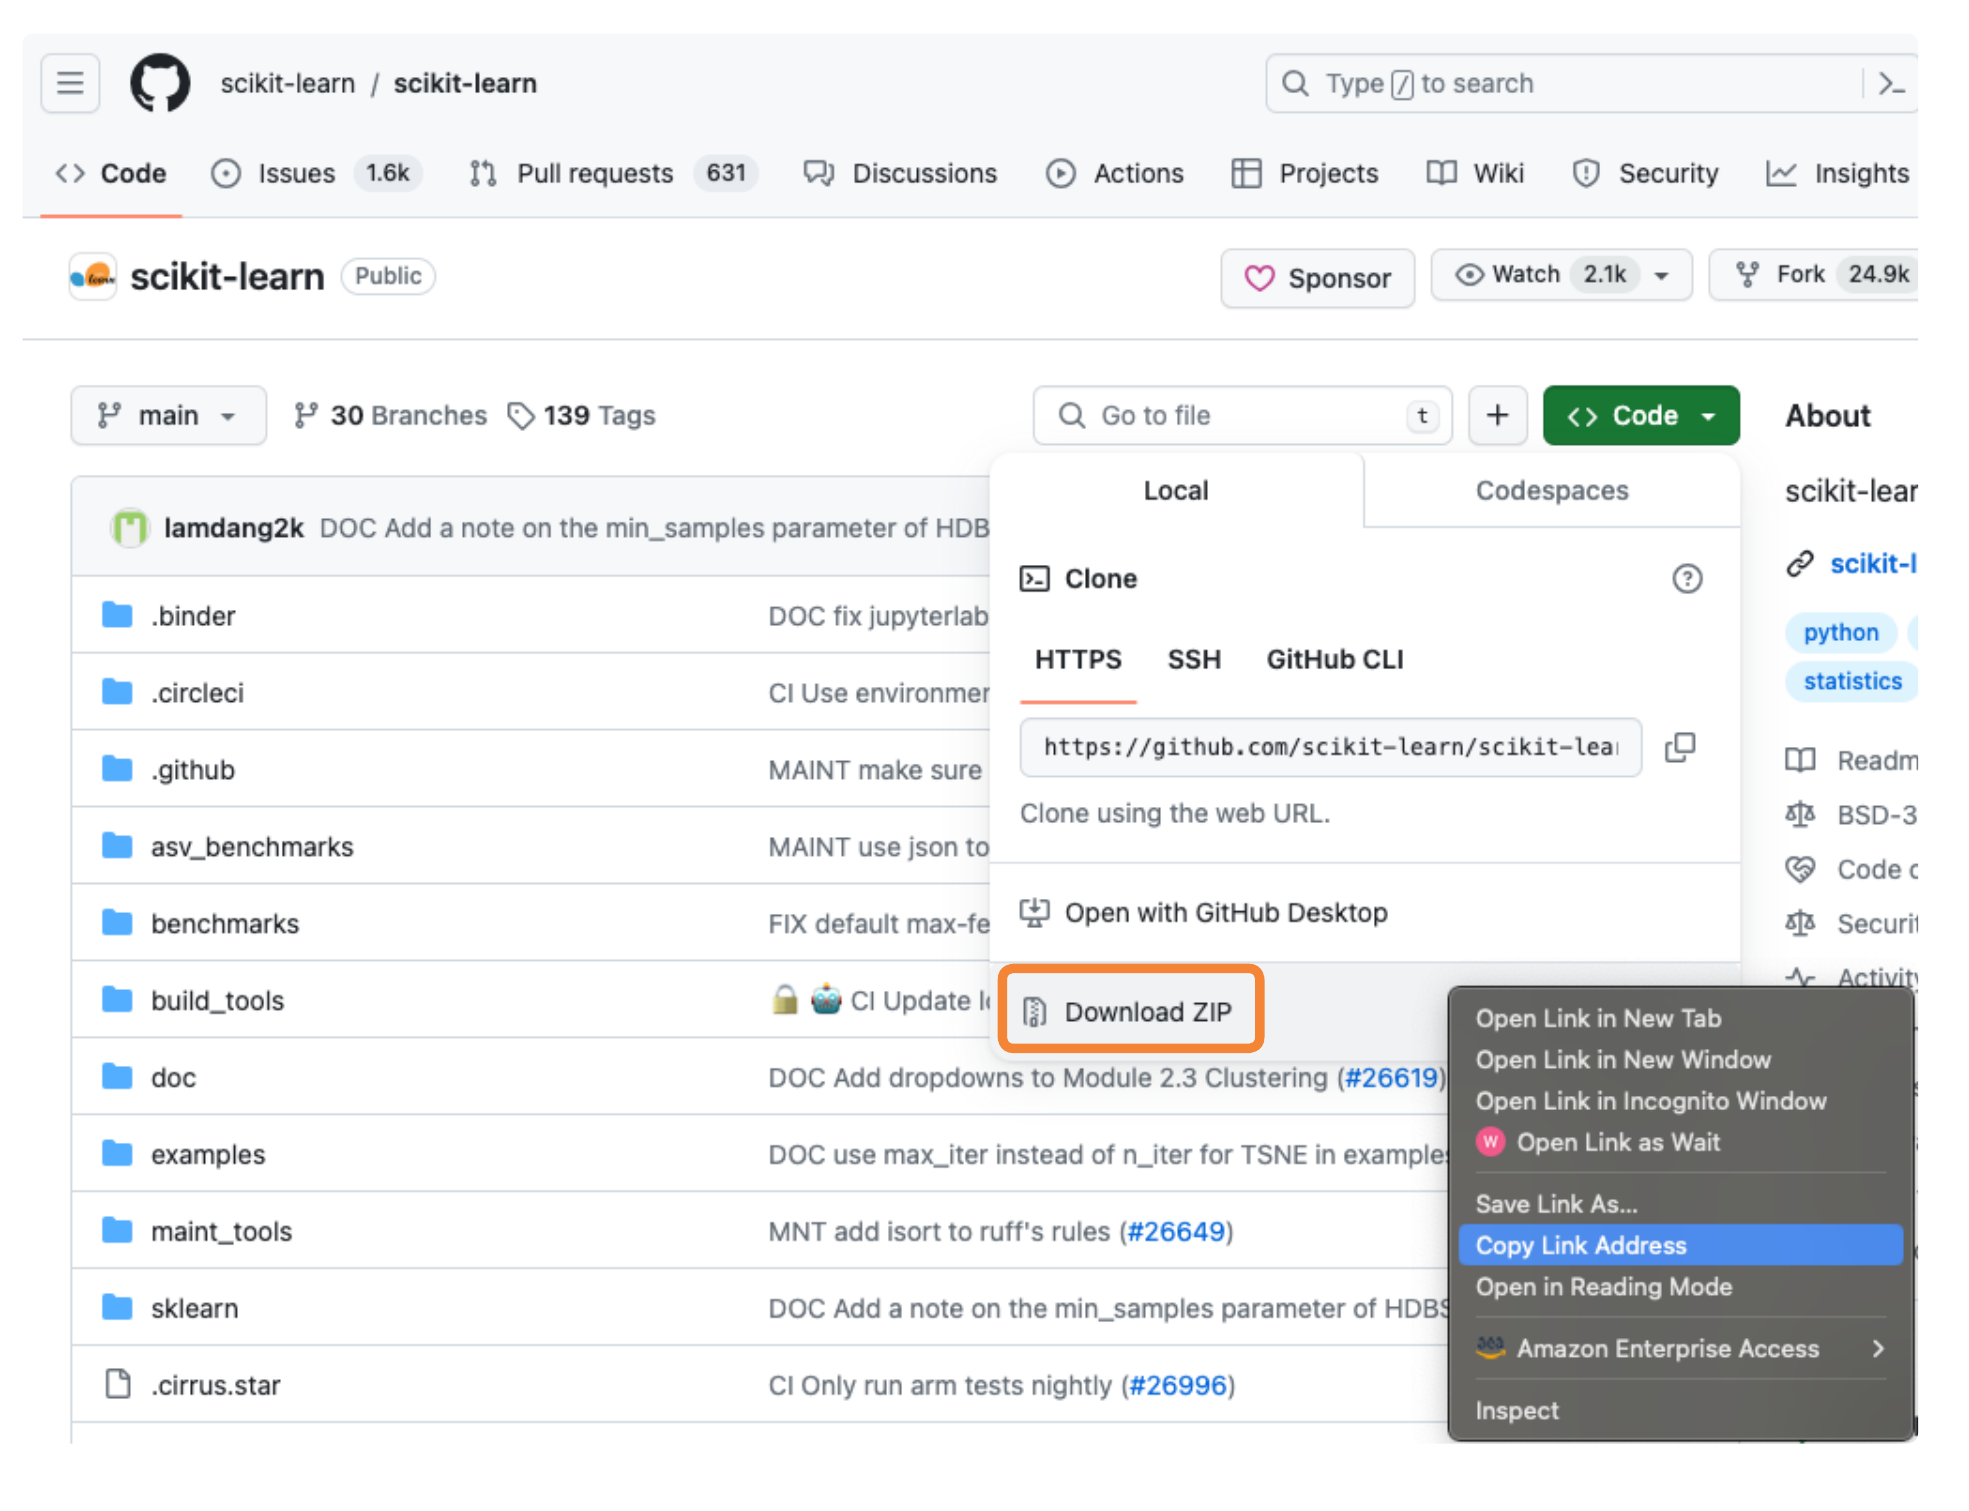 scikit-learn / scikit-learn
Type / to search
Code Issues 1.6k Pull requests 631 Discussions Actions Projects Wiki Security Insights
scikit-learn Public
Sponsor Watch 2.1k Fork 24.9k
main 30 Branches 139 Tags
Go to file t + Code
About
Local Codespaces
scikit-lear
lamdang2k DOC Add a note on the min_samples parameter of HDB
Clone
scikit-l
HTTPS SSH GitHub CLI
.binder DOC fix jupyterlab
python
.circleci CI Use environmen
statistics
https://github.com/scikit-learn/scikit-lea
.github MAINT make sure
Readm
Clone using the web URL.
BSD-3
asv_benchmarks MAINT use json to
Code c
benchmarks FIX default max-fe
Open with GitHub Desktop
Securit
Activity
build_tools CI Update lo
Download ZIP
Open Link in New Tab
Open Link in New Window
doc DOC Add dropdowns to Module 2.3 Clustering (#26619)
Open Link in Incognito Window
W Open Link as Wait
examples DOC use max_iter instead of n_iter for TSNE in examples
Save Link As...
maint_tools MNT add isort to ruff's rules (#26649)
Copy Link Address
Open in Reading Mode
sklearn DOC Add a note on the min_samples parameter of HDBS
Amazon Enterprise Access
.cirrus.star CI Only run arm tests nightly (#26996)
Inspect